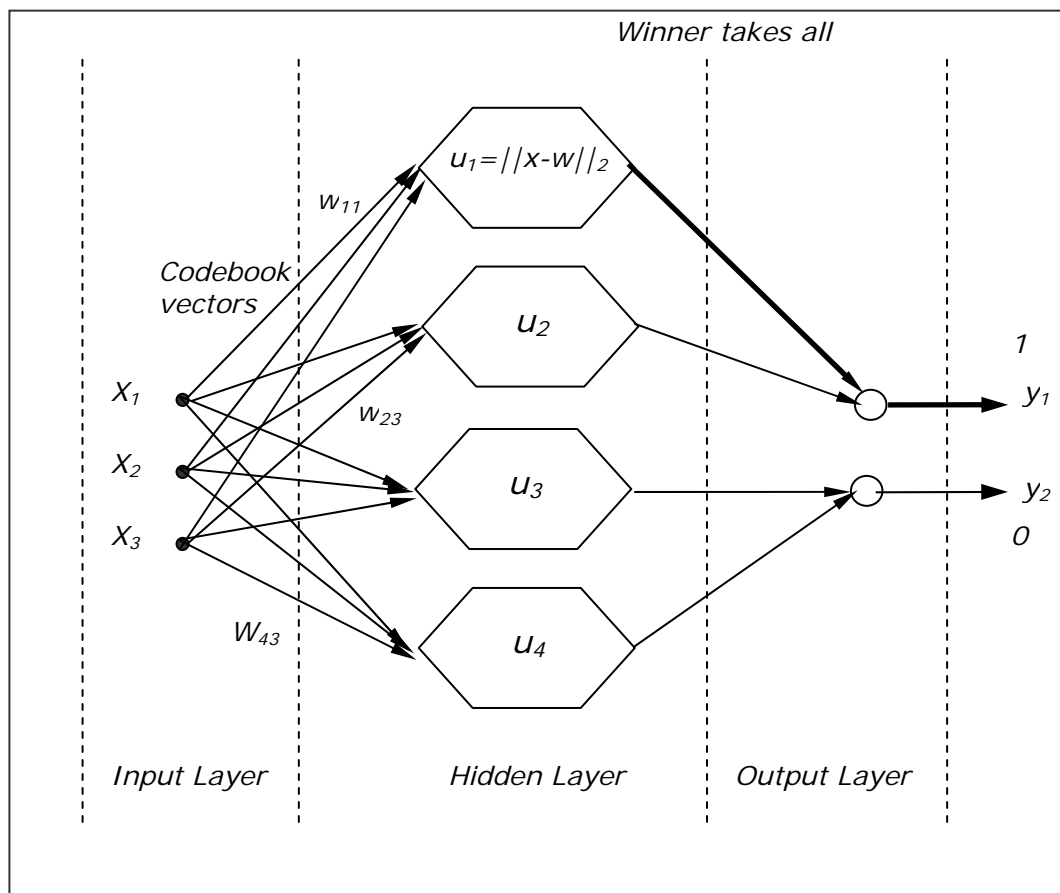 Winner takes all
u₁=||x-w||₂
w₁₁
Codebook
vectors
u₂
1
X₁
y₁
w₂₃
X₂
u₃
y₂
X₃
0
W₄₃
u₄
Input Layer
Hidden Layer
Output Layer